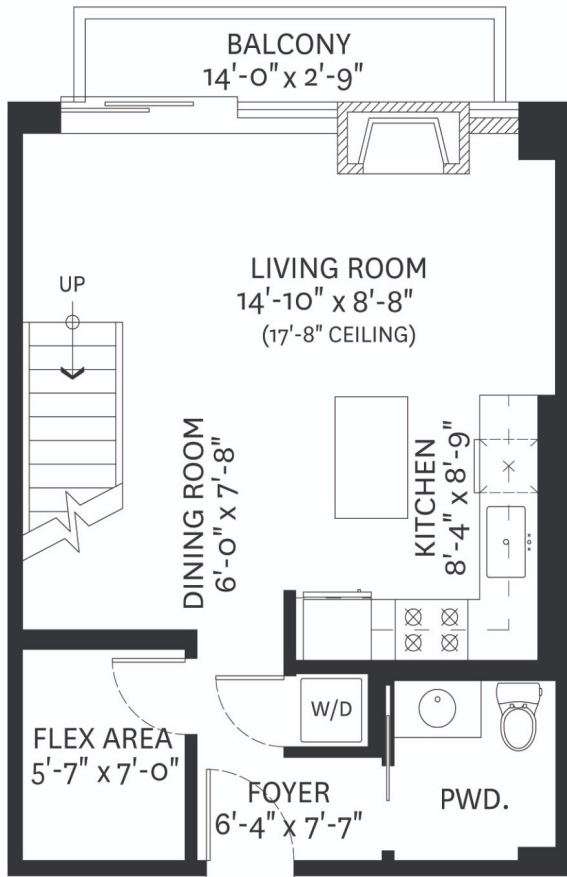 BALCONY
14'-0" x 2'-9"
LIVING ROOM
14'-10" x 8'-8"
(17'-8" CEILING)
UP
DINING ROOM
6'-0" x 7'-8"
KITCHEN
8'-4" x 8'-9"
W/D
FLEX AREA
5'-7" x 7'-0"
FOYER
6'-4" x 7'-7"
PWD.